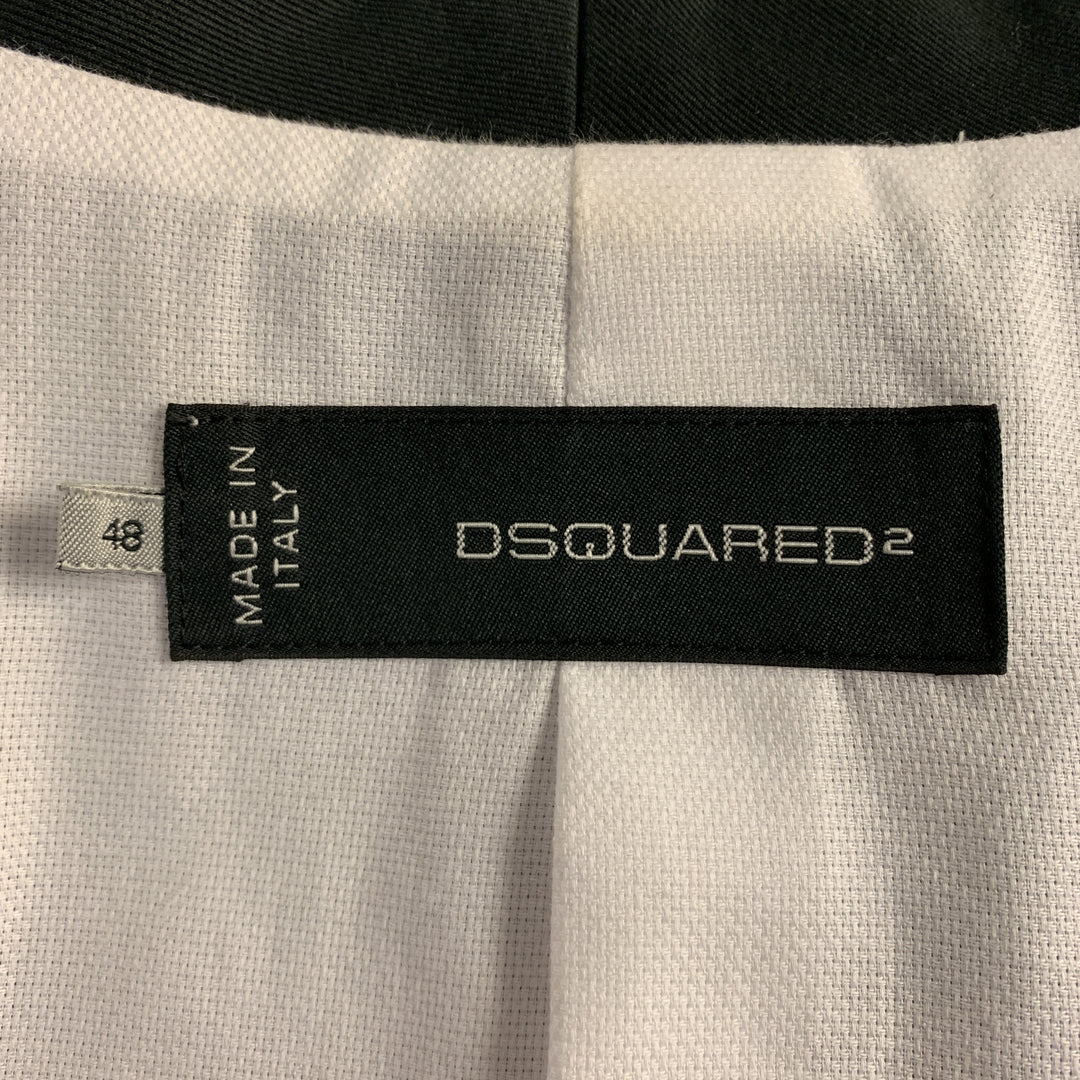 48
MADE IN
ITALY
DSQUARED2